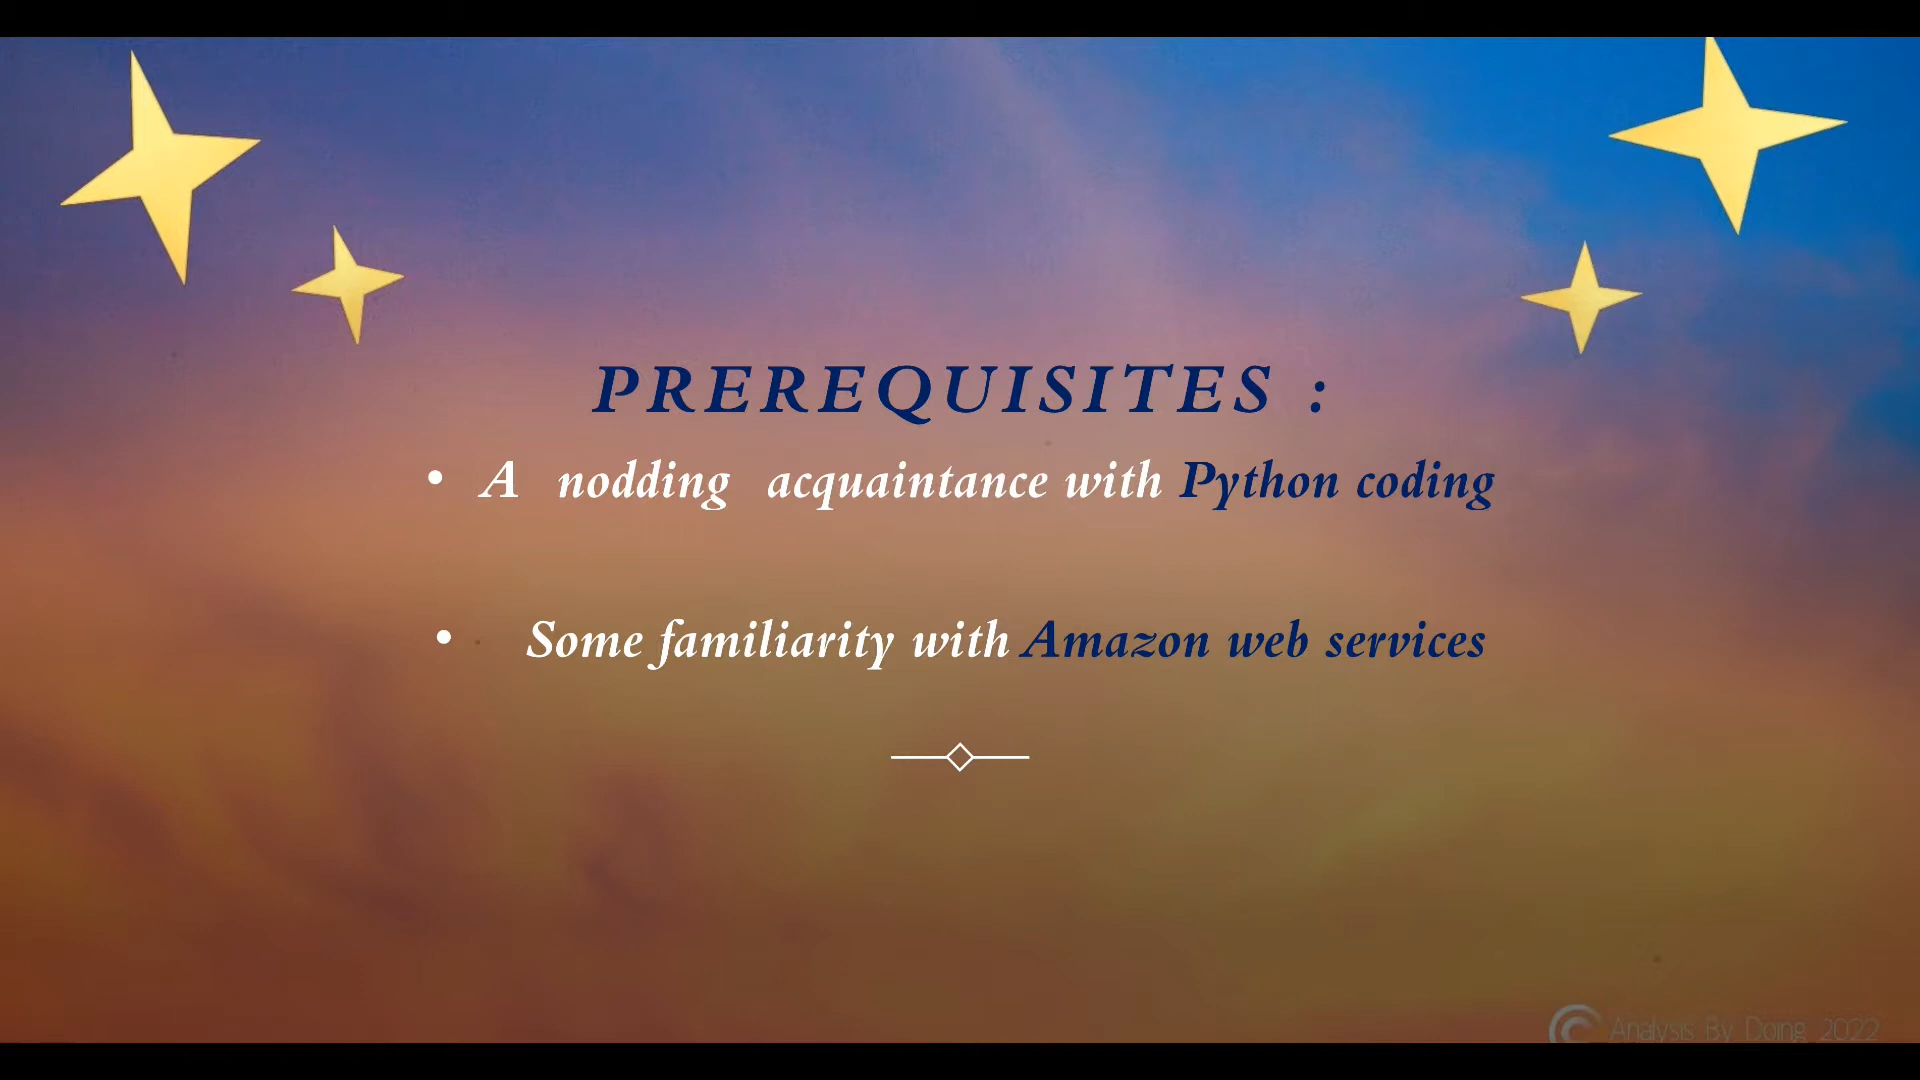 PREREQUISITES :
• A nodding acquaintance with Python coding
• Some familiarity with Amazon web services
Analysis By Doing 2022